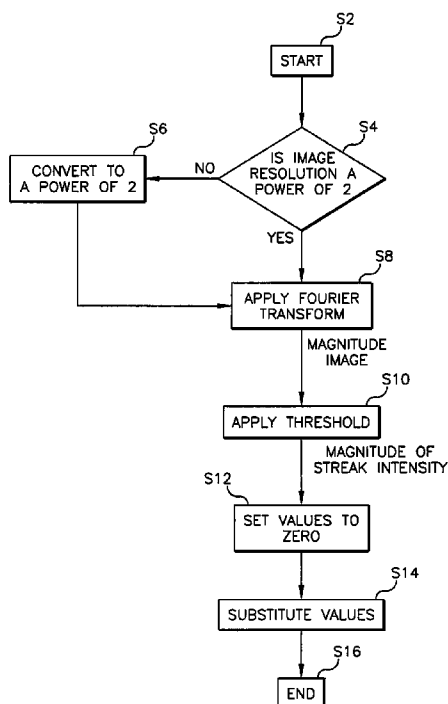 S2
START
S4
IS IMAGE
RESOLUTION A
POWER OF 2
S6
CONVERT TO
A POWER OF 2
NO
YES
S8
APPLY FOURIER
TRANSFORM
MAGNITUDE
IMAGE
S10
APPLY THRESHOLD
MAGNITUDE OF
STREAK INTENSITY
S12
SET VALUES TO
ZERO
S14
SUBSTITUTE VALUES
S16
END